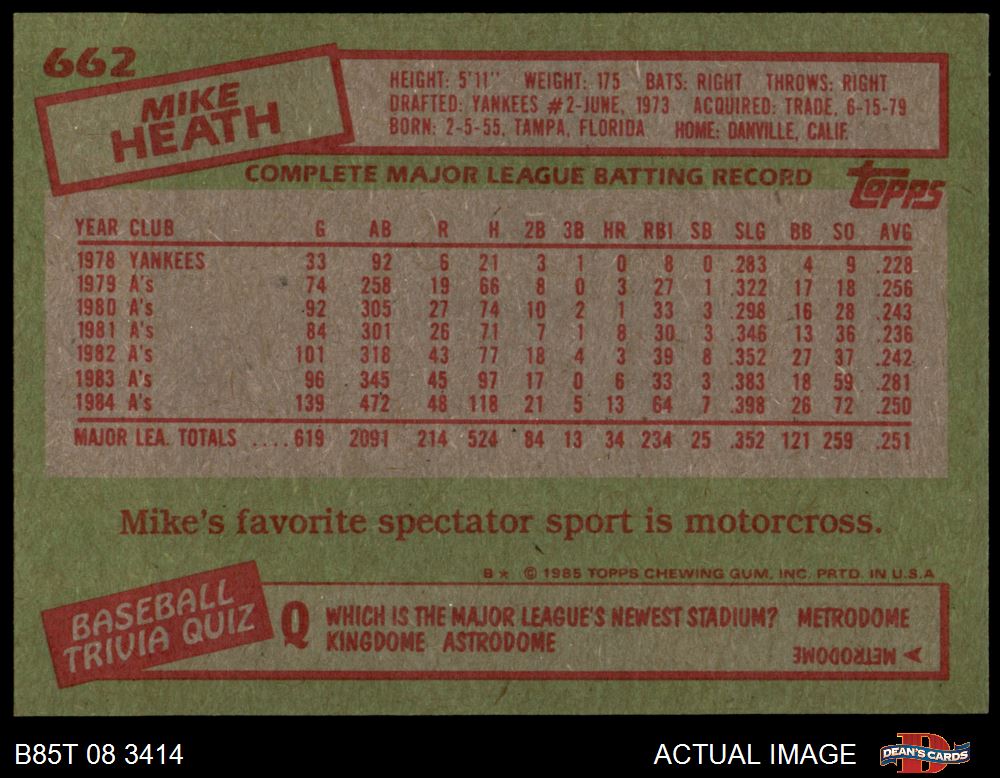 662
MIKE
HEATH
HEIGHT: 5'11" WEIGHT: 175 BATS: RIGHT THROWS: RIGHT
DRAFTED: YANKEES #2-JUNE, 1973 ACQUIRED: TRADE, 6-15-79
BORN: 2-5-55, TAMPA, FLORIDA HOME: DANVILLE, CALIF.
COMPLETE MAJOR LEAGUE BATTING RECORD
topps
YEAR CLUB G AB R H 2B 3B HR RBI SB SLG BB SO AVG
1978 YANKEES 33 92 6 21 3 1 0 8 0 .283 4 9 .228
1979 A's 74 258 19 66 8 0 3 27 1 .322 17 18 .256
1980 A's 92 305 27 74 10 2 1 33 3 .298 16 28 .243
1981 A's 84 301 26 71 7 1 8 30 3 .346 13 36 .236
1982 A's 101 318 43 77 18 4 3 39 8 .352 27 37 .242
1983 A's 96 345 45 97 17 0 6 33 3 .383 18 59 .281
1984 A's 139 472 48 118 21 5 13 64 7 .398 26 72 .250
MAJOR LEA. TOTALS ....619 2091 214 524 84 13 34 234 25 .352 121 259 .251
Mike's favorite spectator sport is motorcross.
B* © 1985 TOPPS CHEWING GUM, INC. PRTD. IN U.S.A
BASEBALL
TRIVIA QUIZ
Q WHICH IS THE MAJOR LEAGUE'S NEWEST STADIUM? METRODOME
KINGDOME ASTRODOME
METRODOME
B85T 08 3414
ACTUAL IMAGE
D
DEAN'S CARDS